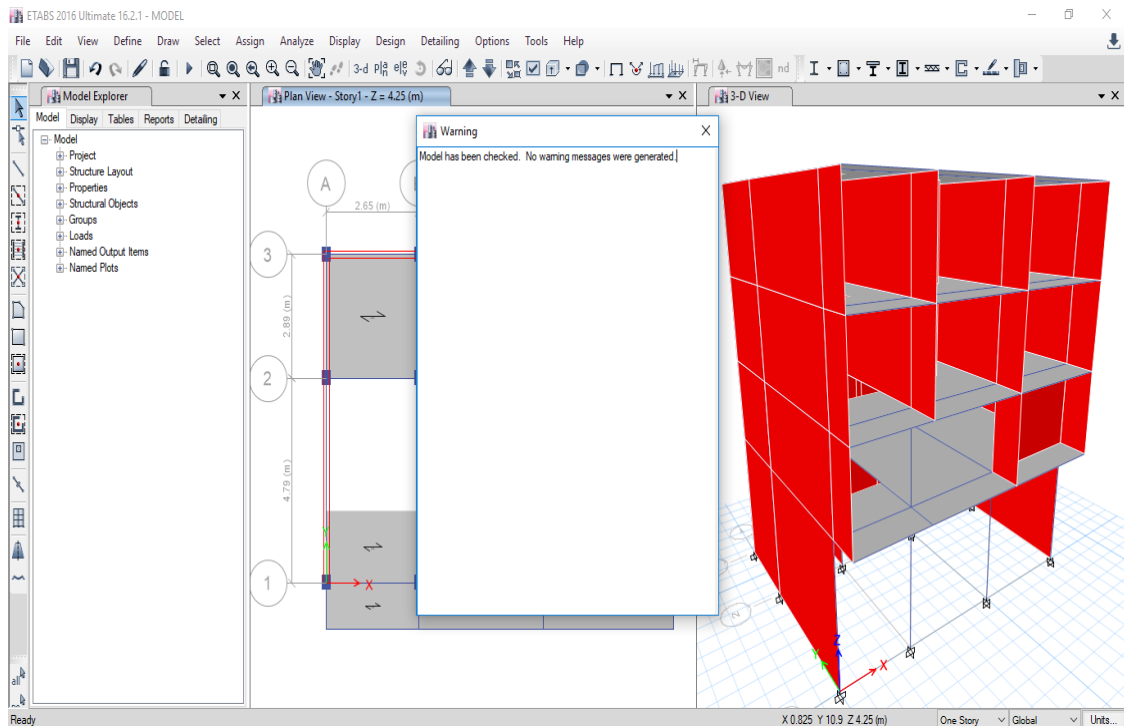 ETABS 2016 Ultimate 16.2.1 - MODEL
File Edit View Define Draw Select Assign Analyze Display Design Detailing Options Tools Help
3-d nd
Model Explorer
Model Display Tables Reports Detailing
Model
Project
Structure Layout
Properties
Structural Objects
Groups
Loads
Named Output Items
Named Plots
Plan View - Story1 - Z = 4.25 (m)
A
2.65 (m)
3
2.89 (m)
2
4.79 (m)
Y
1
X
Warning
Model has been checked. No warning messages were generated.
3-D View
Z
Y
X
all
Ready
X 0.825 Y 10.9 Z 4.25 (m)
One Story
Global
Units...